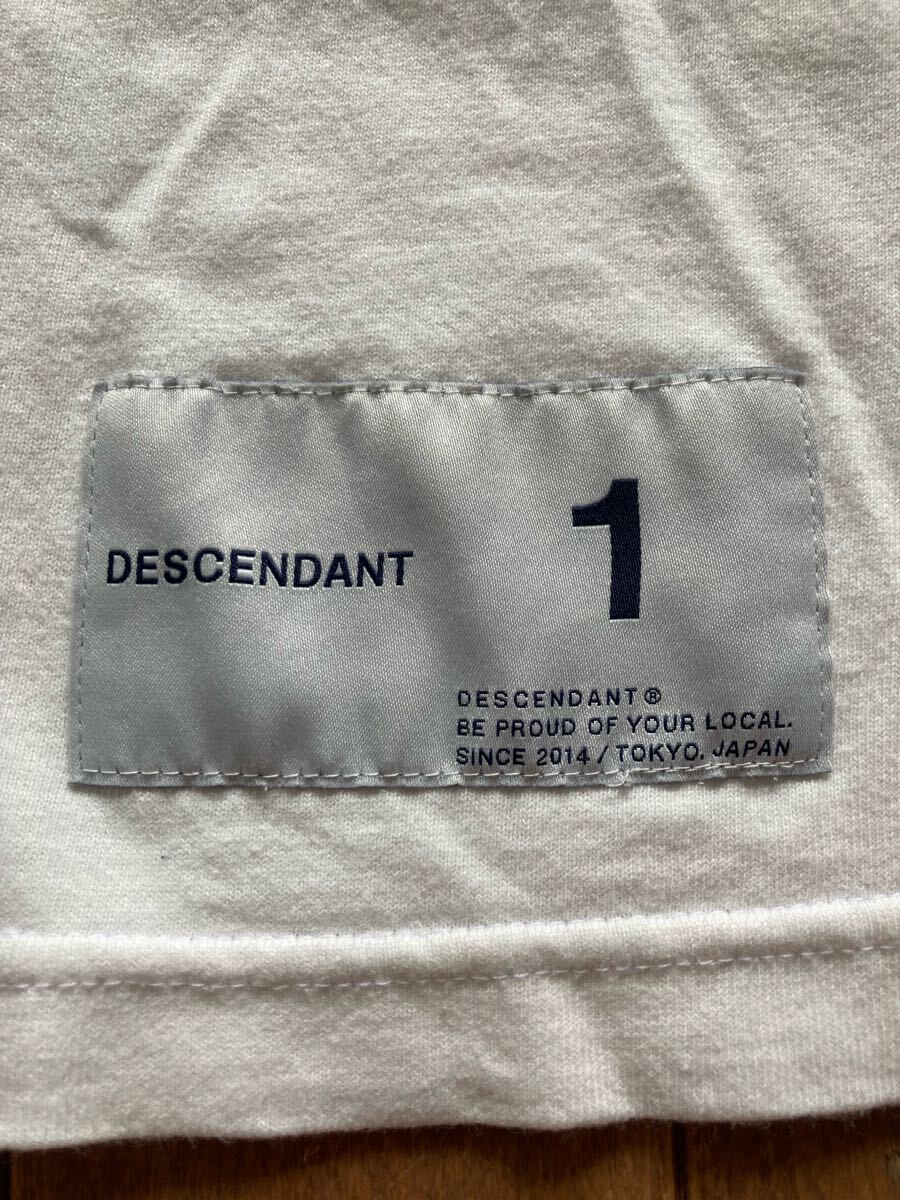 DESCENDANT
1
DESCENDANT®
BE PROUD OF YOUR LOCAL.
SINCE 2014 / TOKYO, JAPAN